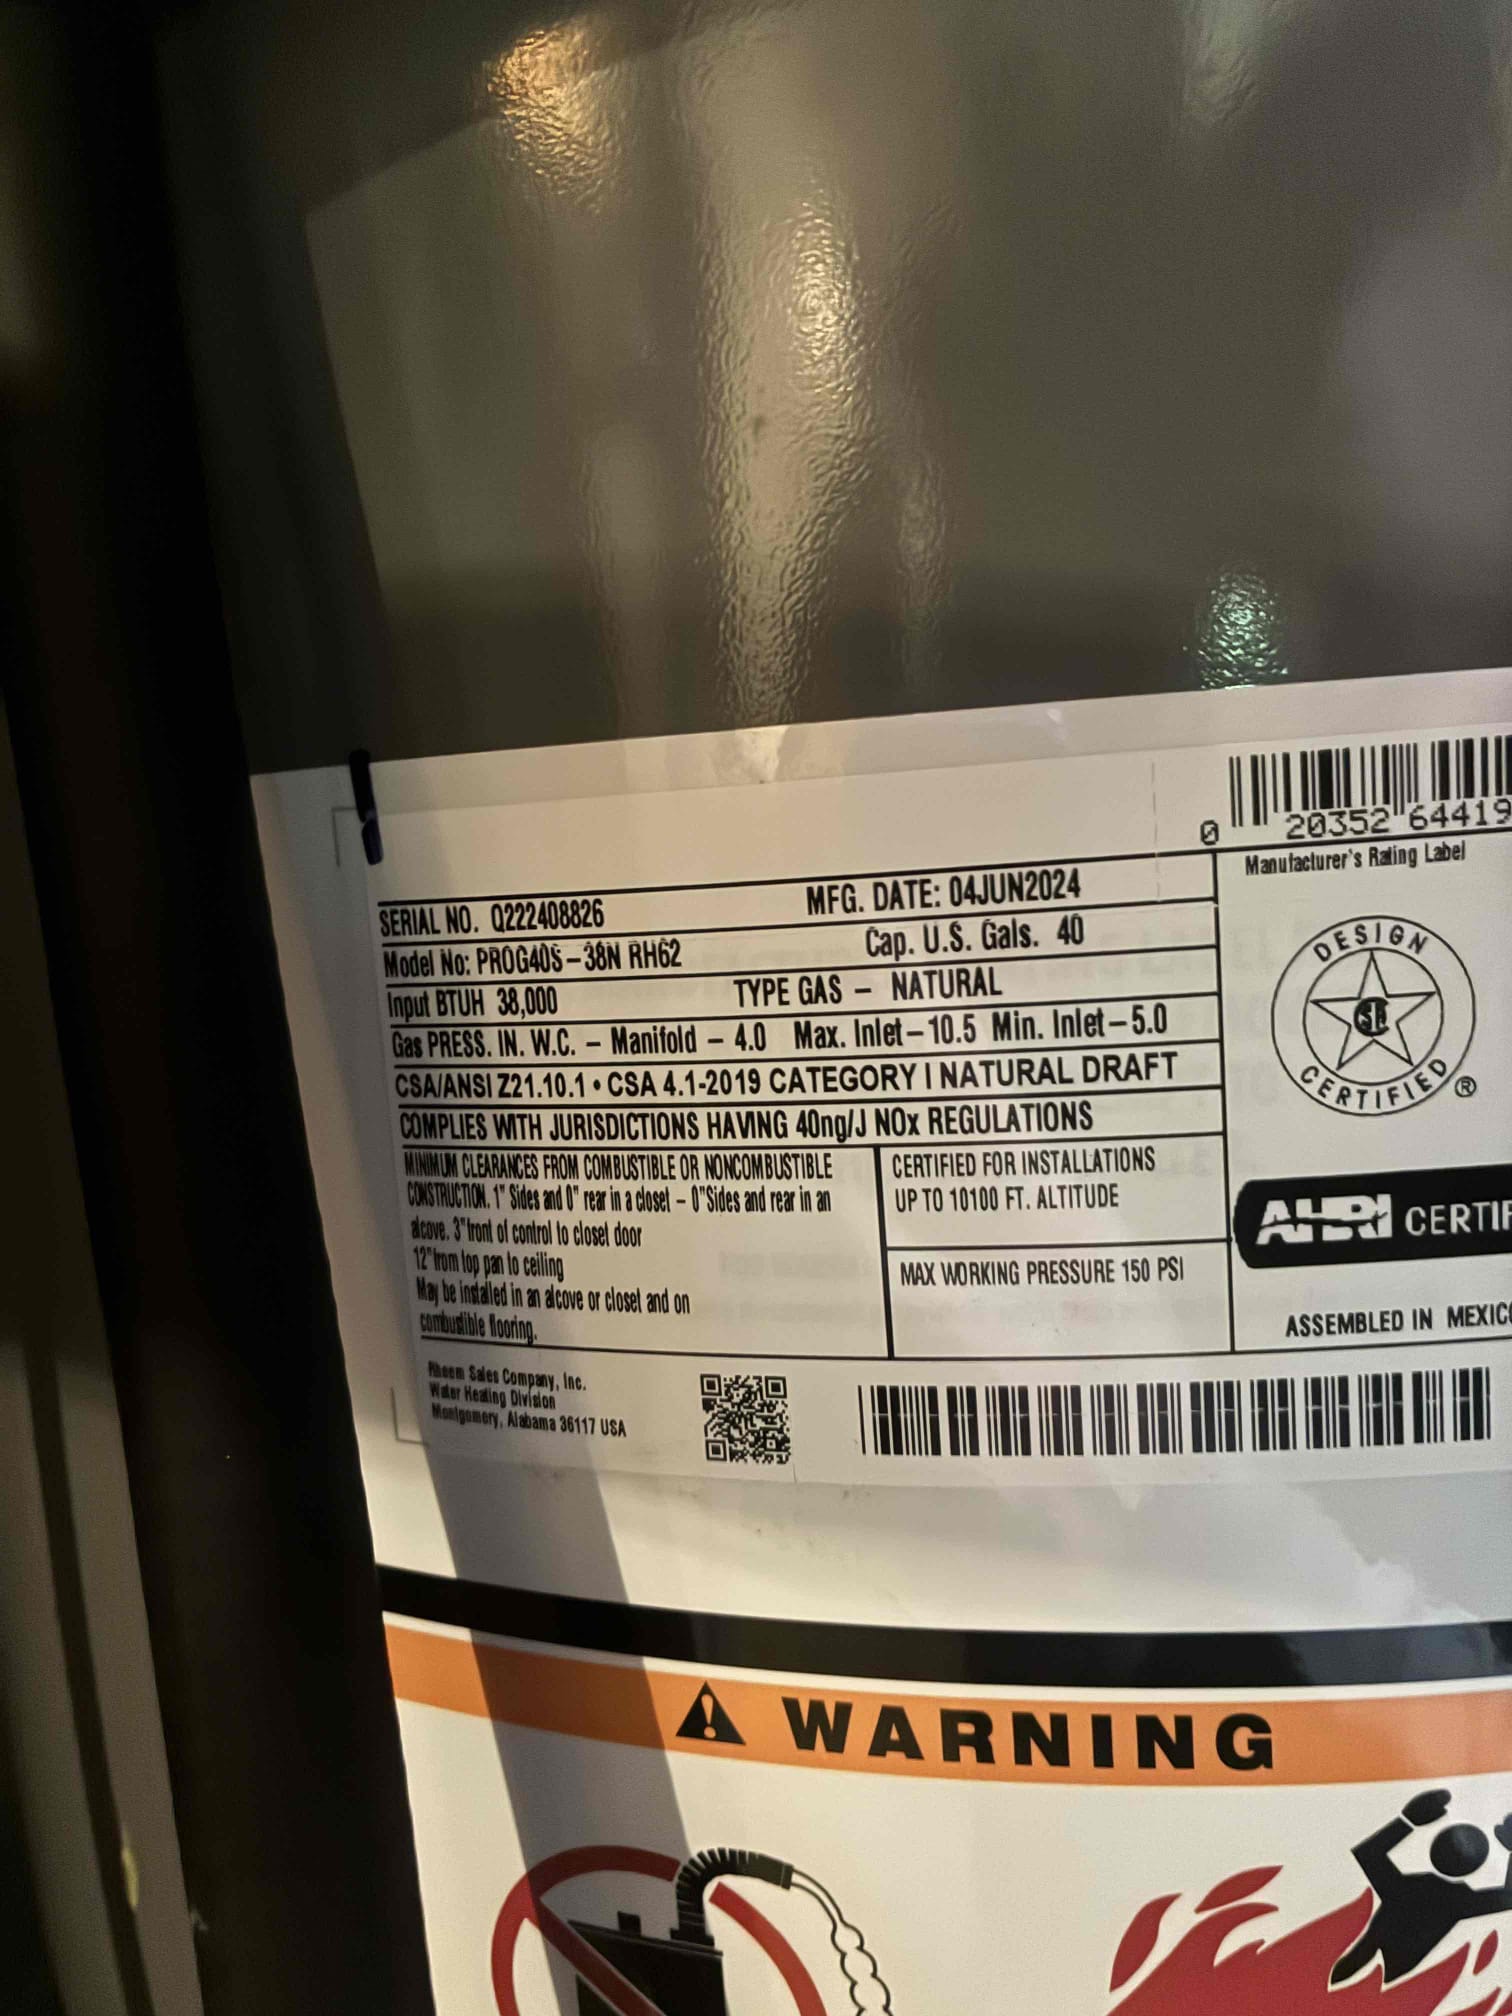 0 20352 64419
Manufacturer's Rating Label
SERIAL NO. Q222408826 MFG. DATE: 04JUN2024
Model No: PROG40S-38N RH62 Cap. U.S. Gals. 40
Input BTUH 38,000 TYPE GAS - NATURAL
Gas PRESS. IN. W.C. - Manifold - 4.0 Max. Inlet-10.5 Min. Inlet-5.0
CSA/ANSI Z21.10.1 • CSA 4.1-2019 CATEGORY I NATURAL DRAFT
COMPLIES WITH JURISDICTIONS HAVING 40ng/J NOx REGULATIONS
MINIMUM CLEARANCES FROM COMBUSTIBLE OR NONCOMBUSTIBLE
CONSTRUCTION. 1" Sides and 0" rear in a closet - 0"Sides and rear in an
alcove. 3"front of control to closet door
12"from top pan to ceiling
May be installed in an alcove or closet and on
combustible flooring.
CERTIFIED FOR INSTALLATIONS
UP TO 10100 FT. ALTITUDE
MAX WORKING PRESSURE 150 PSI
DESIGN
CERTIFIED ®
AHRI CERTIF
ASSEMBLED IN MEXICO
Rheem Sales Company, Inc.
Water Heating Division
Montgomery, Alabama 36117 USA
WARNING